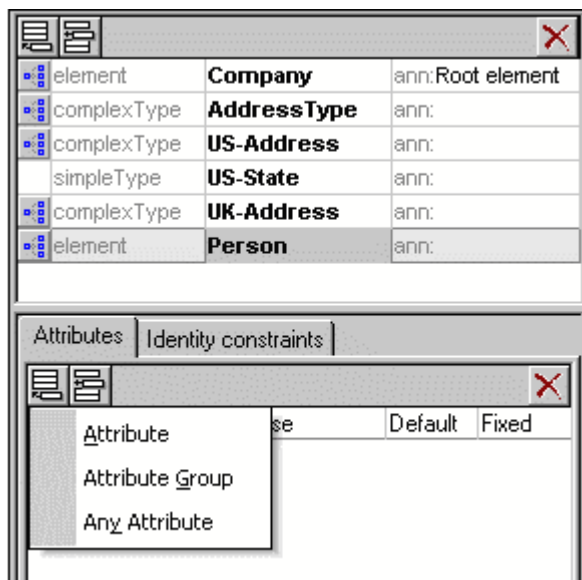 element Company ann:Root element
complexType AddressType ann:
complexType US-Address ann:
simpleType US-State ann:
complexType UK-Address ann:
element Person ann:
Attributes Identity constraints
se Default Fixed
Attribute
Attribute Group
Any Attribute